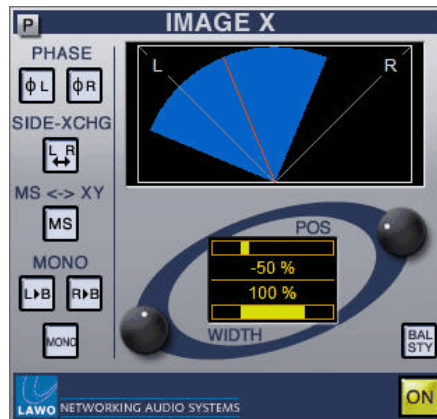 P
IMAGE X
PHASE
ϕL ϕR
SIDE-XCHG
L R
MS <-> XY
MS
MONO
L▶B R▶B
MONO
L R
POS
-50 %
100 %
WIDTH
BAL
STY
LAWO NETWORKING AUDIO SYSTEMS
ON